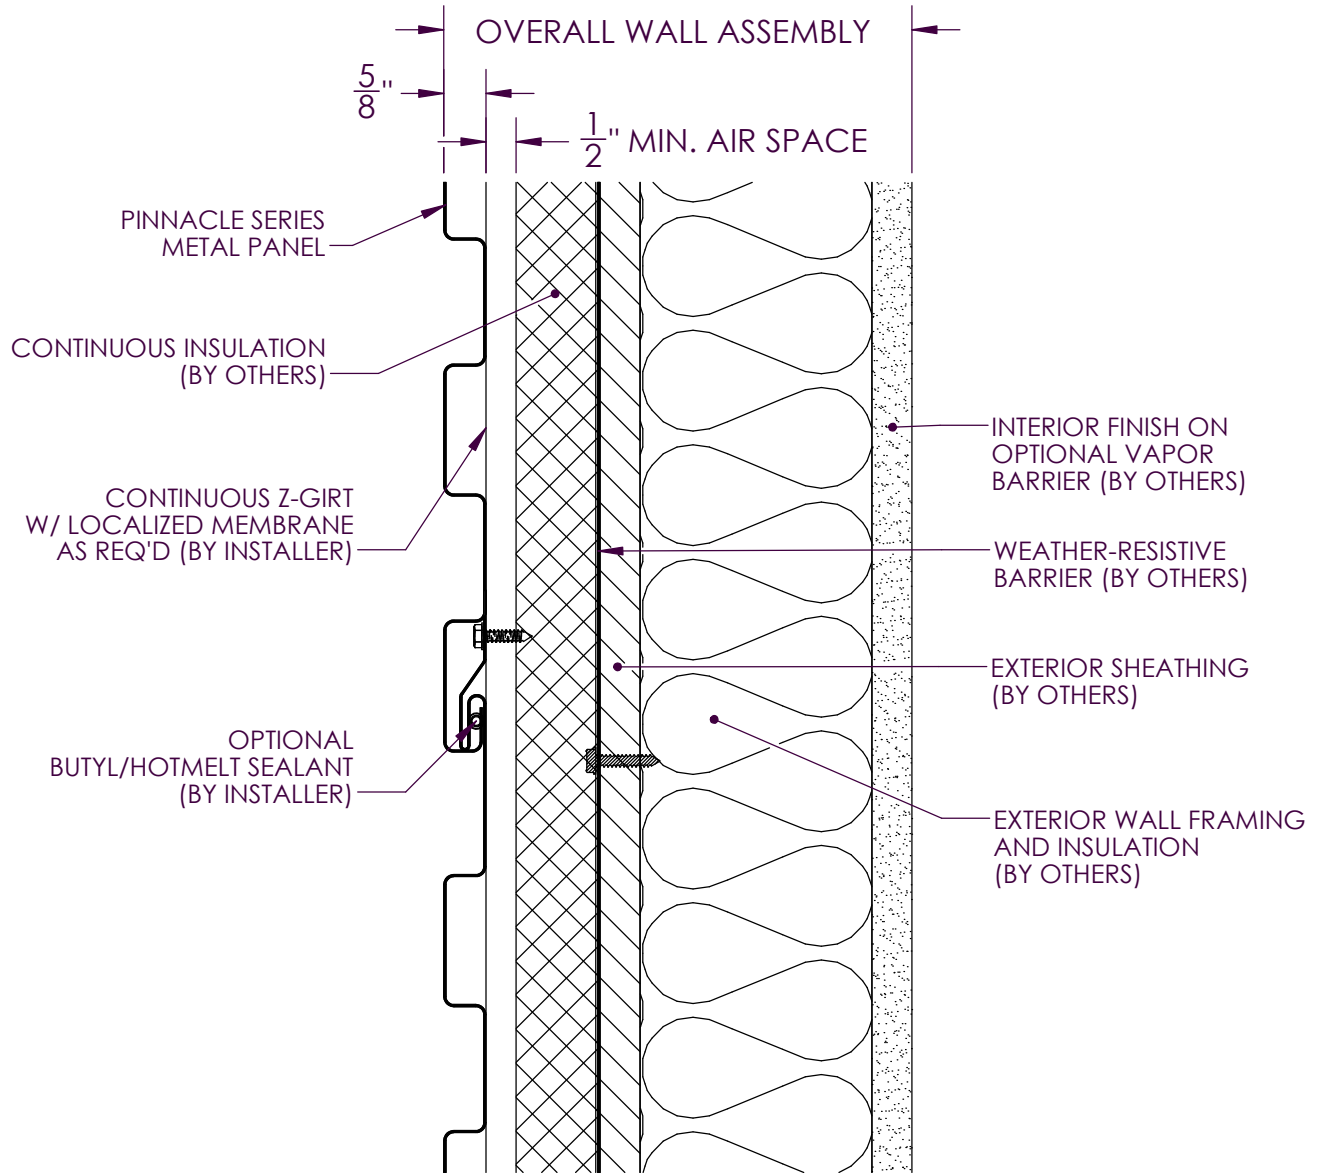 OVERALL WALL ASSEMBLY
5/8"
1/2" MIN. AIR SPACE
PINNACLE SERIES
METAL PANEL
CONTINUOUS INSULATION
(BY OTHERS)
CONTINUOUS Z-GIRT
W/ LOCALIZED MEMBRANE
AS REQ'D (BY INSTALLER)
OPTIONAL
BUTYL/HOTMELT SEALANT
(BY INSTALLER)
INTERIOR FINISH ON
OPTIONAL VAPOR
BARRIER (BY OTHERS)
WEATHER-RESISTIVE
BARRIER (BY OTHERS)
EXTERIOR SHEATHING
(BY OTHERS)
EXTERIOR WALL FRAMING
AND INSULATION
(BY OTHERS)